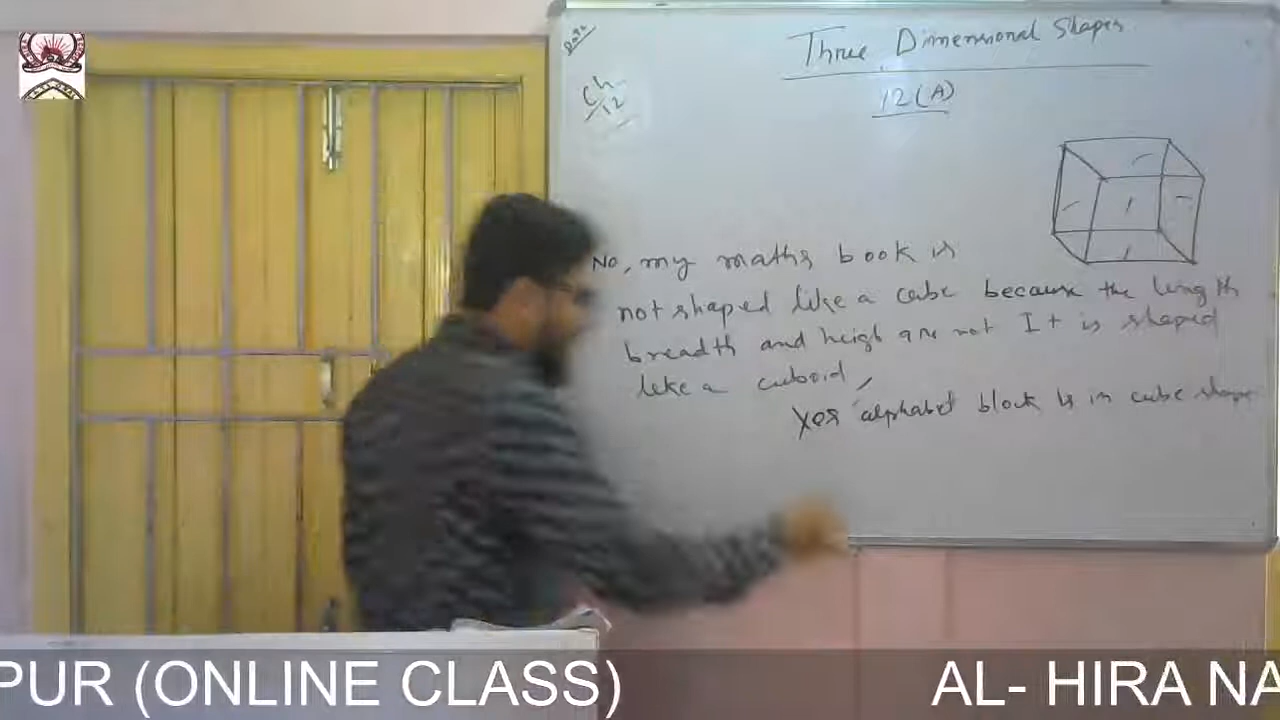 Three Dimensional Shapes
Ch
12
12(A)
No, my maths book is
not shaped like a cube because the length
breadth and heigh are not It is shaped
like a cuboid,
Yes alphabet block is in cube shape
PUR (ONLINE CLASS) AL- HIRA NA